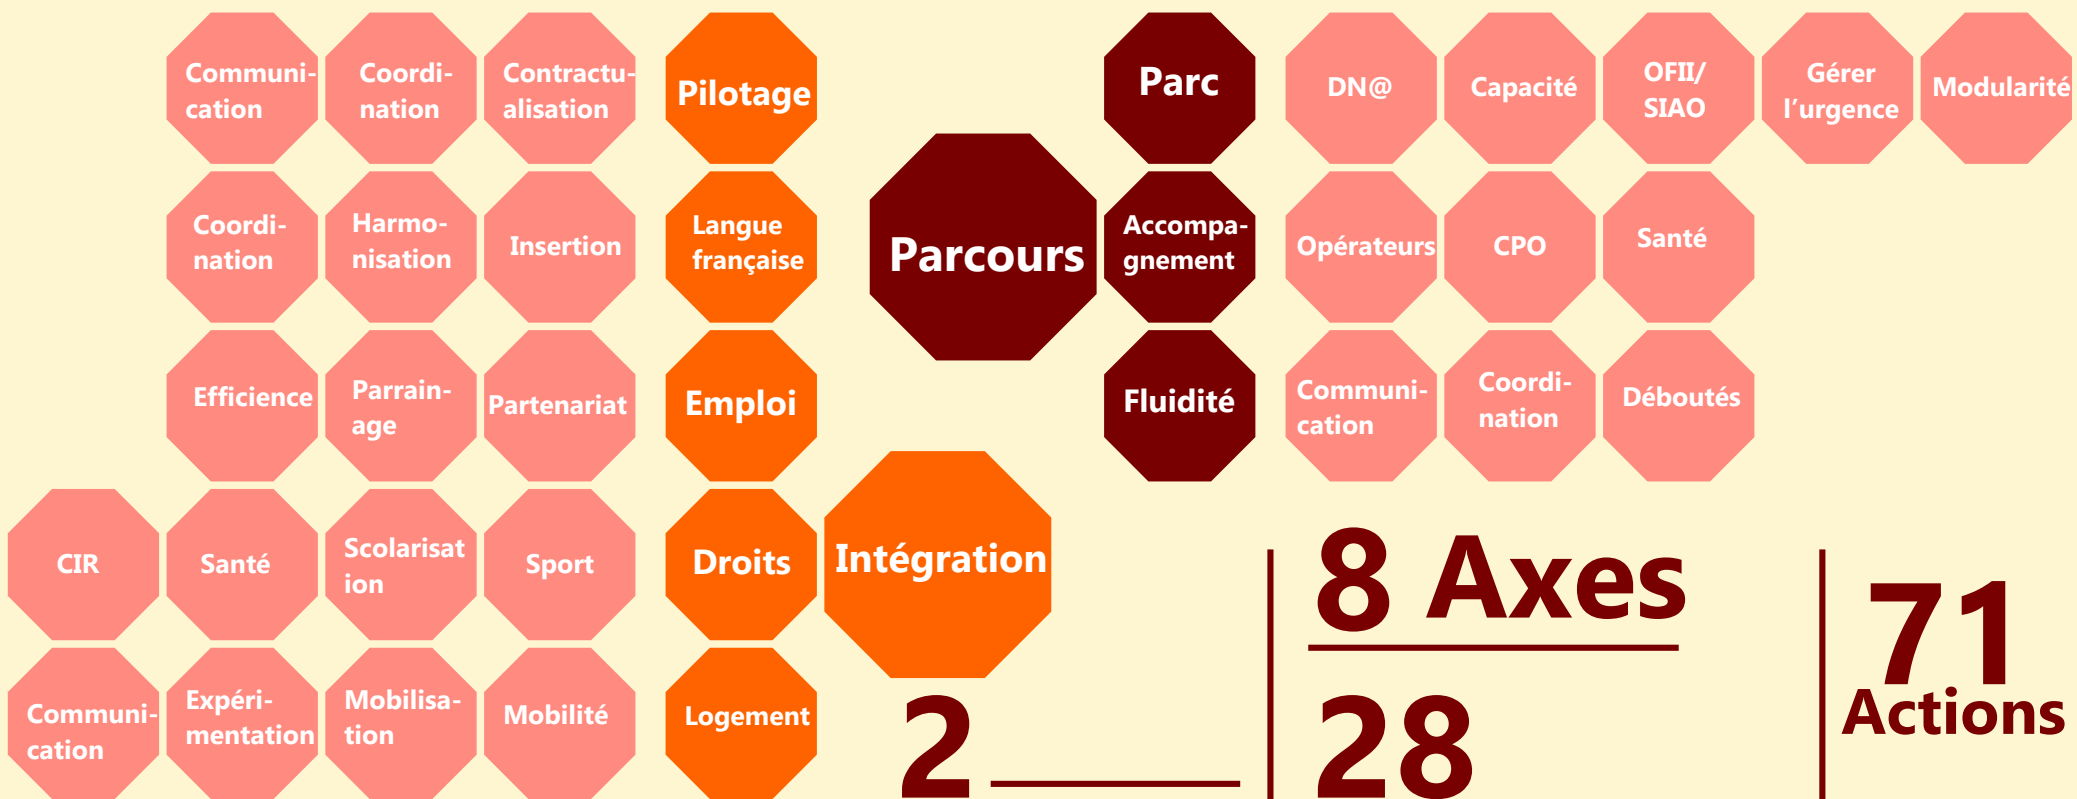 Communi-
cation
Coordi-
nation
Contractu-
alisation
Pilotage
Parc
DN@
Capacité
OFII/
SIAO
Gérer
l'urgence
Modularité
Coordi-
nation
Harmo-
nisation
Insertion
Langue
française
Parcours
Accompa-
gnement
Opérateurs
CPO
Santé
Efficience
Parrain-
age
Partenariat
Emploi
Fluidité
Communi-
cation
Coordi-
nation
Déboutés
CIR
Santé
Scolarisat
ion
Sport
Droits
Intégration
8 Axes
71
Actions
Communi-
cation
Expéri-
mentation
Mobilisa-
tion
Mobilité
Logement
2
28